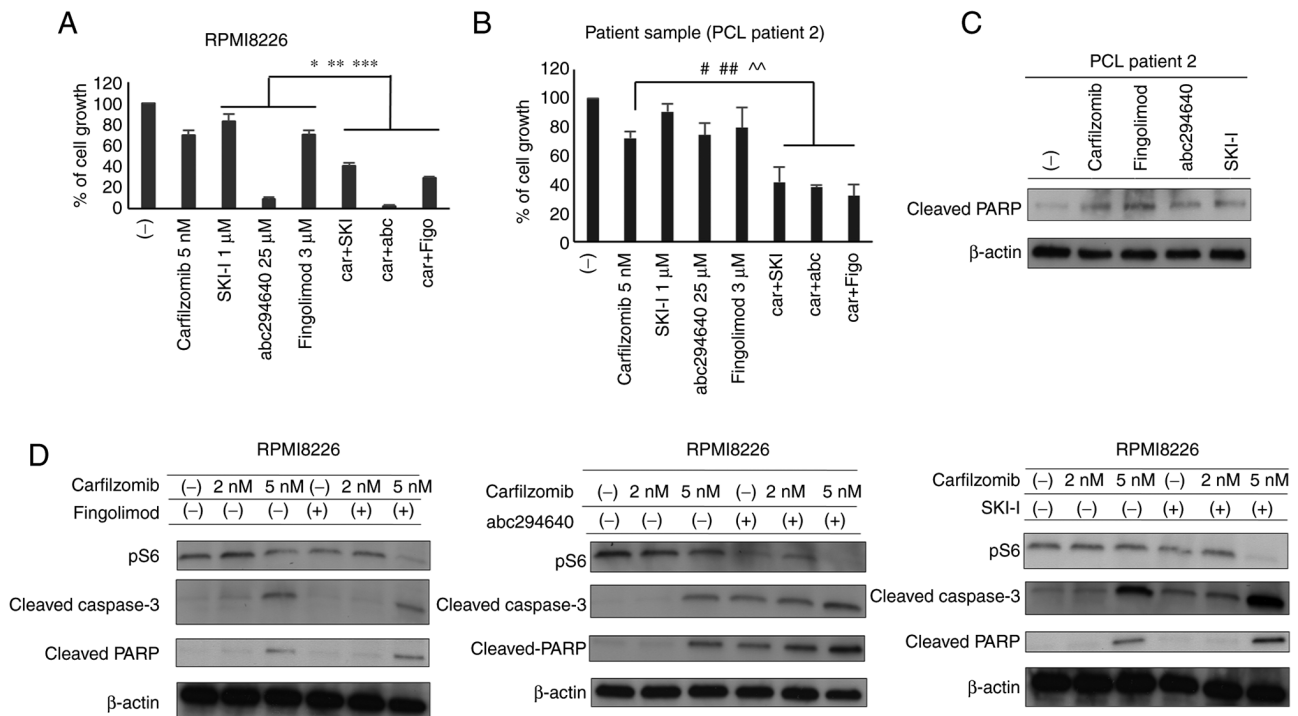 A
RPMI8226
* ** ***
% of cell growth
120
100
80
60
40
20
0
(–)
Carfilzomib 5 nM
SKI-I 1 µM
abc294640 25 µM
Fingolimod 3 µM
car+SKI
car+abc
car+Figo
B
Patient sample (PCL patient 2)
# ## ^^
% of cell growth
120
100
80
60
40
20
0
(–)
Carfilzomib 5 nM
SKI-I 1 µM
abc294640 25 µM
Fingolimod 3 µM
car+SKI
car+abc
car+Figo
C
PCL patient 2
(–)
Carfilzomib
Fingolimod
abc294640
SKI-I
Cleaved PARP
β-actin
D
RPMI8226
Carfilzomib (–) 2 nM 5 nM (–) 2 nM 5 nM
Fingolimod (–) (–) (–) (+) (+) (+)
pS6
Cleaved caspase-3
Cleaved PARP
β-actin
RPMI8226
Carfilzomib (–) 2 nM 5 nM (–) 2 nM 5 nM
abc294640 (–) (–) (–) (+) (+) (+)
pS6
Cleaved caspase-3
Cleaved-PARP
β-actin
RPMI8226
Carfilzomib (–) 2 nM 5 nM (–) 2 nM 5 nM
SKI-I (–) (–) (–) (+) (+) (+)
pS6
Cleaved caspase-3
Cleaved PARP
β-actin